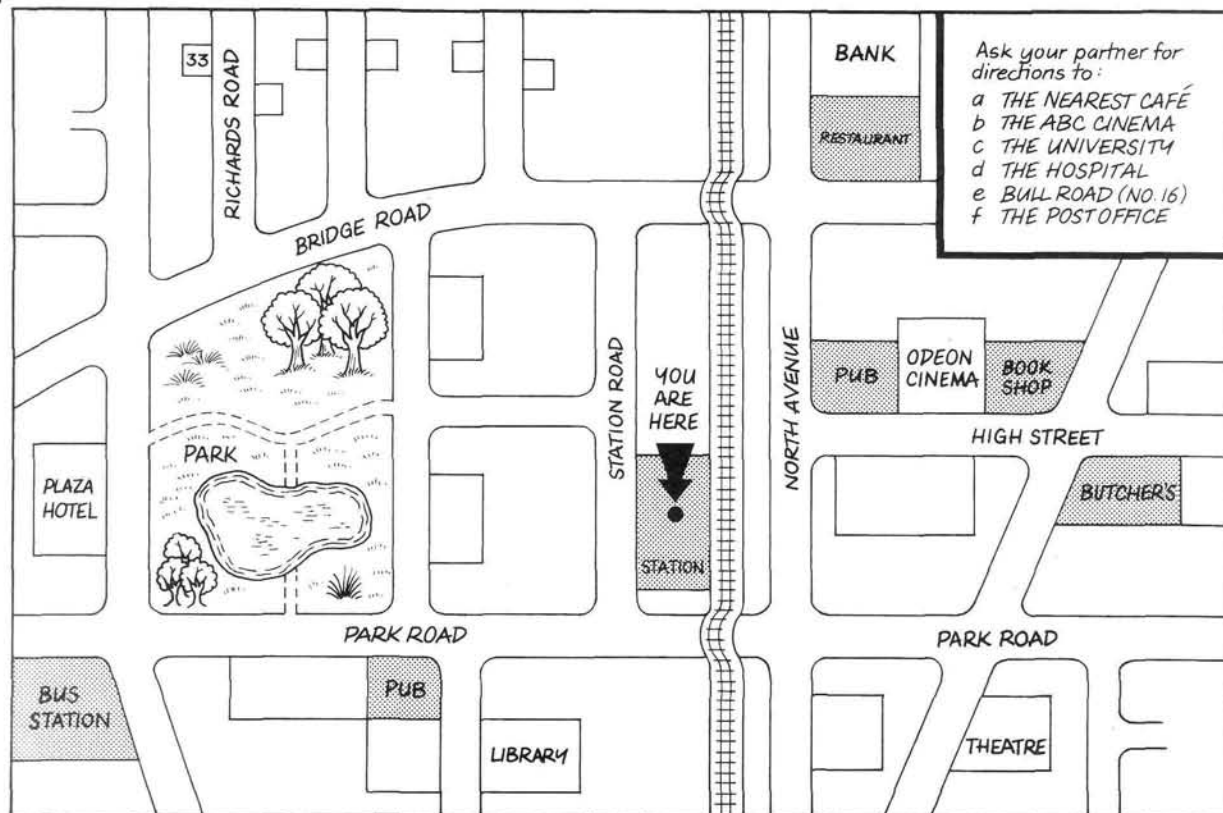 33
RICHARDS ROAD
BANK
RESTAURANT
Ask your partner for
directions to:
a THE NEAREST CAFÉ
b THE ABC CINEMA
c THE UNIVERSITY
d THE HOSPITAL
e BULL ROAD (NO. 16)
f THE POST OFFICE
BRIDGE ROAD
STATION ROAD
YOU
ARE
HERE
NORTH AVENUE
PUB
ODEON
CINEMA
BOOK
SHOP
HIGH STREET
PARK
PLAZA
HOTEL
BUTCHER'S
STATION
PARK ROAD
PARK ROAD
BUS
STATION
PUB
LIBRARY
THEATRE